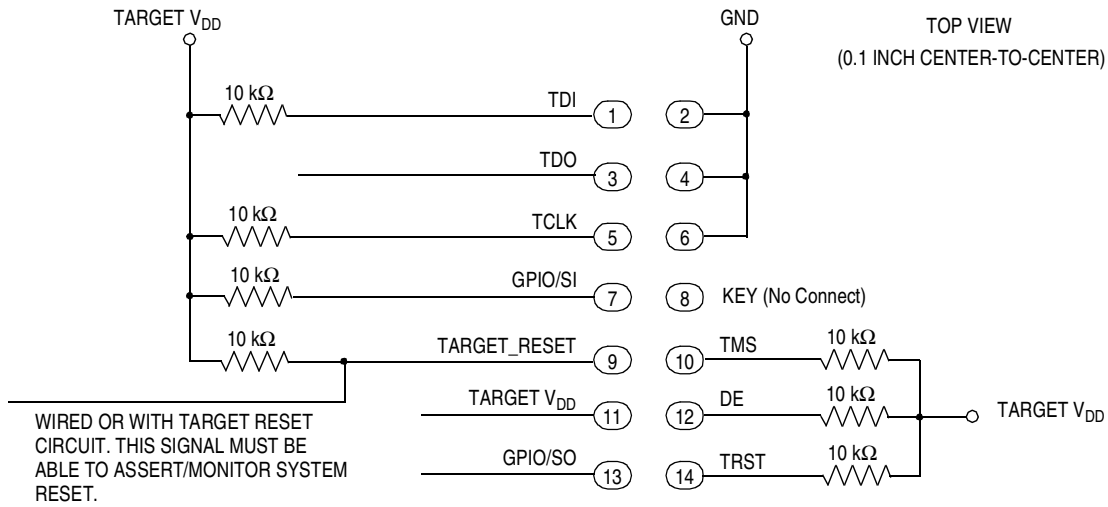 TARGET VDD
GND
TOP VIEW
(0.1 INCH CENTER-TO-CENTER)
10 kΩ
TDI
1
2
TDO
3
4
10 kΩ
TCLK
5
6
10 kΩ
GPIO/SI
7
8
KEY (No Connect)
10 kΩ
TARGET_RESET
9
10
TMS
10 kΩ
TARGET VDD
11
12
DE
10 kΩ
TARGET VDD
GPIO/SO
13
14
TRST
10 kΩ
WIRED OR WITH TARGET RESET
CIRCUIT. THIS SIGNAL MUST BE
ABLE TO ASSERT/MONITOR SYSTEM
RESET.